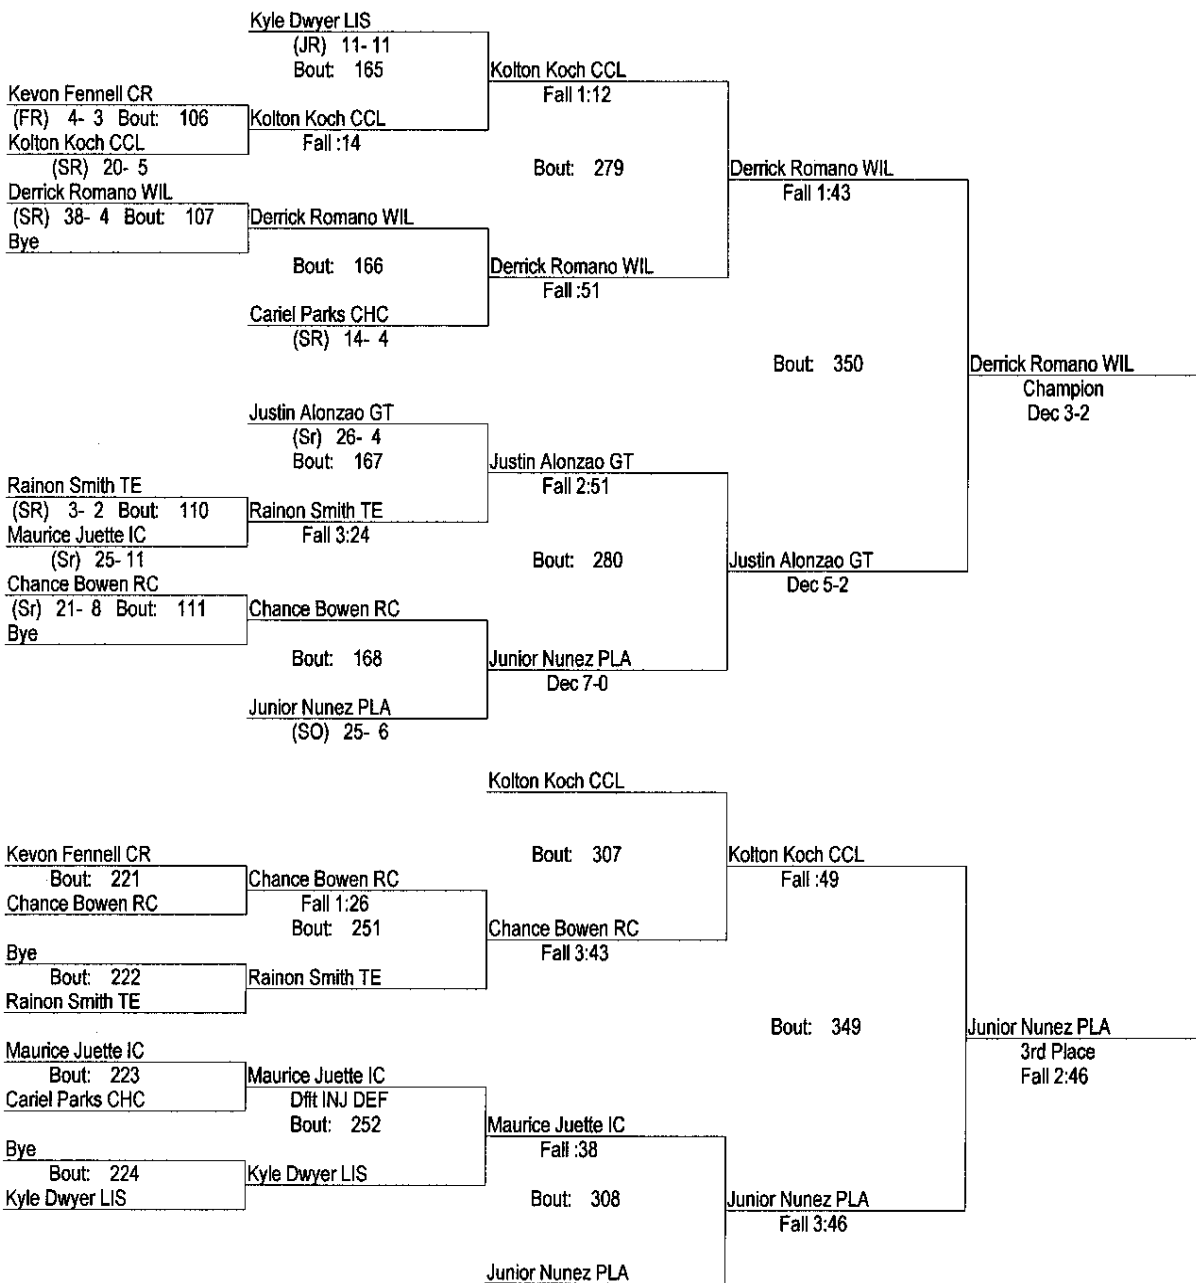 Kyle Dwyer LIS
(JR) 11- 11
Bout: 165
Kolton Koch CCL
Fall 1:12
Kevon Fennell CR
(FR) 4- 3 Bout: 106
Kolton Koch CCL
Fall :14
Kolton Koch CCL
(SR) 20- 5
Bout: 279
Derrick Romano WIL
Fall 1:43
Derrick Romano WIL
(SR) 38- 4 Bout: 107
Derrick Romano WIL
Bye
Bout: 166
Derrick Romano WIL
Fall :51
Cariel Parks CHC
(SR) 14- 4
Bout: 350
Derrick Romano WIL
Champion
Dec 3-2
Justin Alonzao GT
(Sr) 26- 4
Bout: 167
Justin Alonzao GT
Fall 2:51
Rainon Smith TE
(SR) 3- 2 Bout: 110
Rainon Smith TE
Fall 3:24
Maurice Juette IC
(Sr) 25- 11
Bout: 280
Justin Alonzao GT
Dec 5-2
Chance Bowen RC
(Sr) 21- 8 Bout: 111
Chance Bowen RC
Bye
Bout: 168
Junior Nunez PLA
Dec 7-0
Junior Nunez PLA
(SO) 25- 6
Kolton Koch CCL
Bout: 307
Kolton Koch CCL
Fall :49
Kevon Fennell CR
Bout: 221
Chance Bowen RC
Chance Bowen RC
Fall 1:26
Bout: 251
Chance Bowen RC
Fall 3:43
Bye
Bout: 222
Rainon Smith TE
Rainon Smith TE
Bout: 349
Junior Nunez PLA
3rd Place
Fall 2:46
Maurice Juette IC
Bout: 223
Cariel Parks CHC
Maurice Juette IC
Dflt INJ DEF
Bout: 252
Maurice Juette IC
Fall :38
Bye
Bout: 224
Kyle Dwyer LIS
Kyle Dwyer LIS
Bout: 308
Junior Nunez PLA
Fall 3:46
Junior Nunez PLA